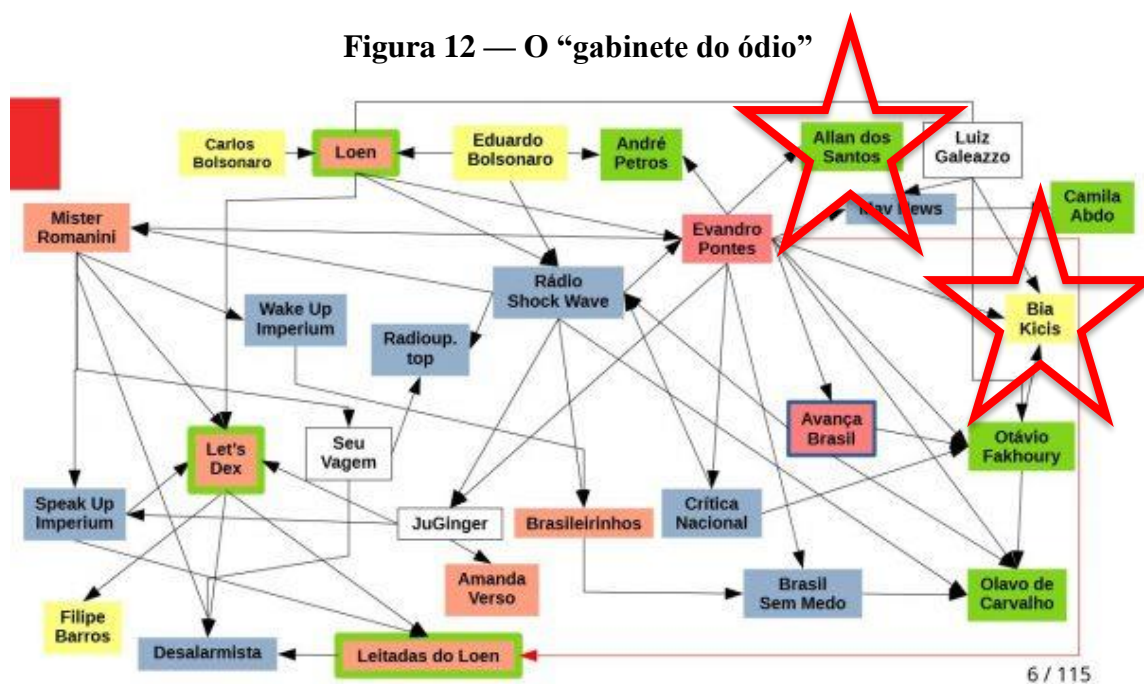 Figura 12 — O “gabinete do ódio”
Carlos
Bolsonaro
Loen
Eduardo
Bolsonaro
André
Petros
Allan dos
Santos
Luiz
Galeazzo
Mister
Romanini
Evandro
Pontes
Mav News
Camila
Abdo
Rádio
Shock Wave
Wake Up
Imperium
Radioup.
top
Bia
Kicis
Let's
Dex
Seu
Vagem
Avança
Brasil
Otávio
Fakhoury
Speak Up
Imperium
JuGinger
Brasileirinhos
Crítica
Nacional
Amanda
Verso
Brasil
Sem Medo
Olavo de
Carvalho
Filipe
Barros
Desalarmista
Leitadas do Loen
6 / 115